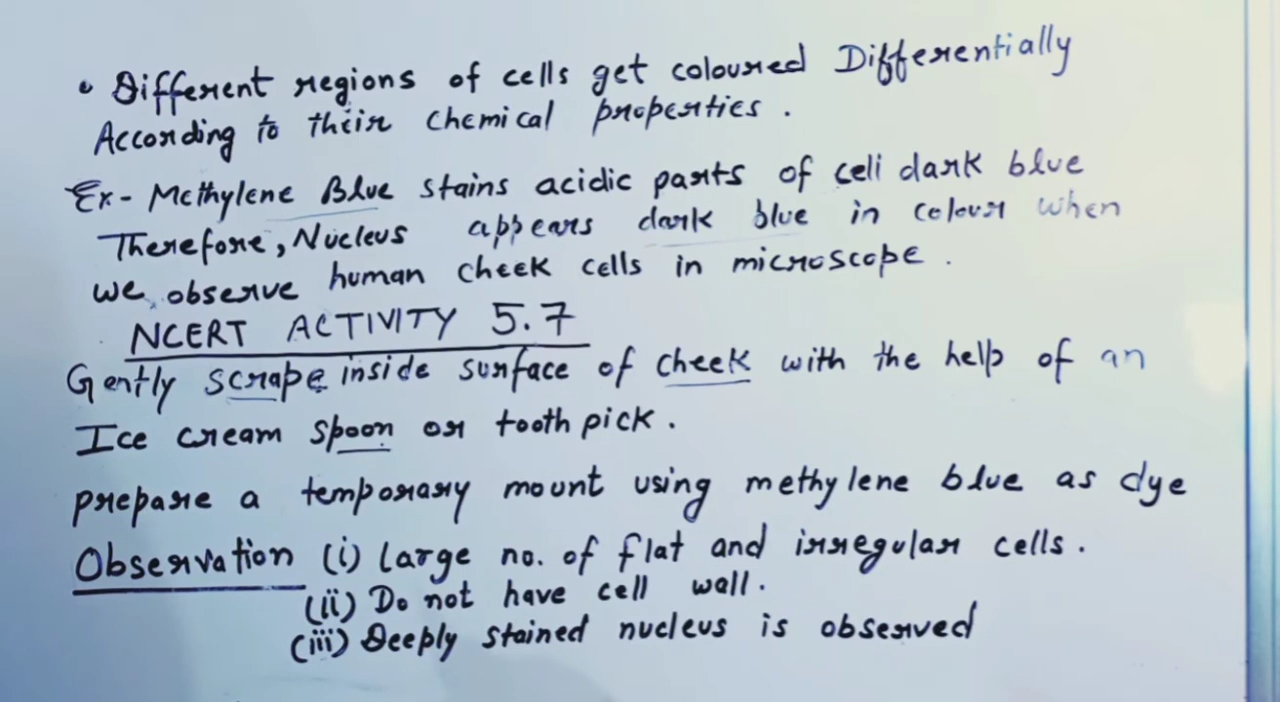 • Different regions of cells get coloured Differentially
According to their chemical properties.
Ex- Methylene Blue stains acidic parts of cell dark blue
Therefore, Nucleus appears dark blue in colour when
we observe human cheek cells in microscope.
NCERT ACTIVITY 5.7
Gently scrape inside surface of cheek with the help of an
Ice cream spoon or tooth pick.
prepare a temporary mount using methylene blue as dye
Observation (i) Large no. of flat and irregular cells.
(ii) Do not have cell wall.
(iii) Deeply stained nucleus is observed